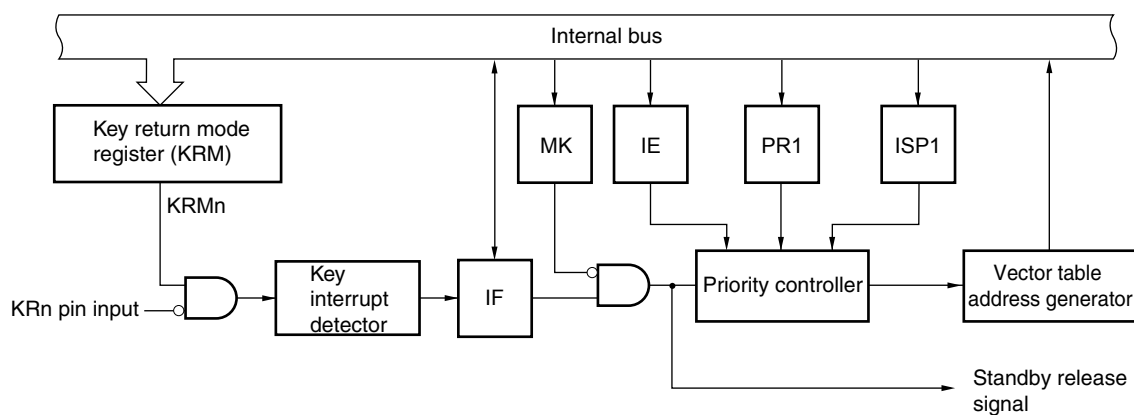 Internal bus
Key return mode
register (KRM)
MK
IE
PR1
ISP1
KRMn
Key
interrupt
detector
IF
Priority controller
Vector table
address generator
KRn pin input
Standby release
signal